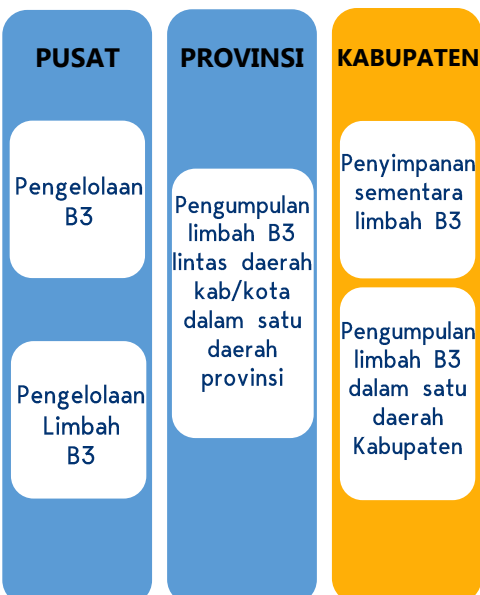 PUSAT
Pengelolaan
B3
Pengelolaan
Limbah
B3
PROVINSI
Pengumpulan
limbah B3
lintas daerah
kab/kota
dalam satu
daerah
provinsi
KABUPATEN
Penyimpanan
sementara
limbah B3
Pengumpulan
limbah B3
dalam satu
daerah
Kabupaten